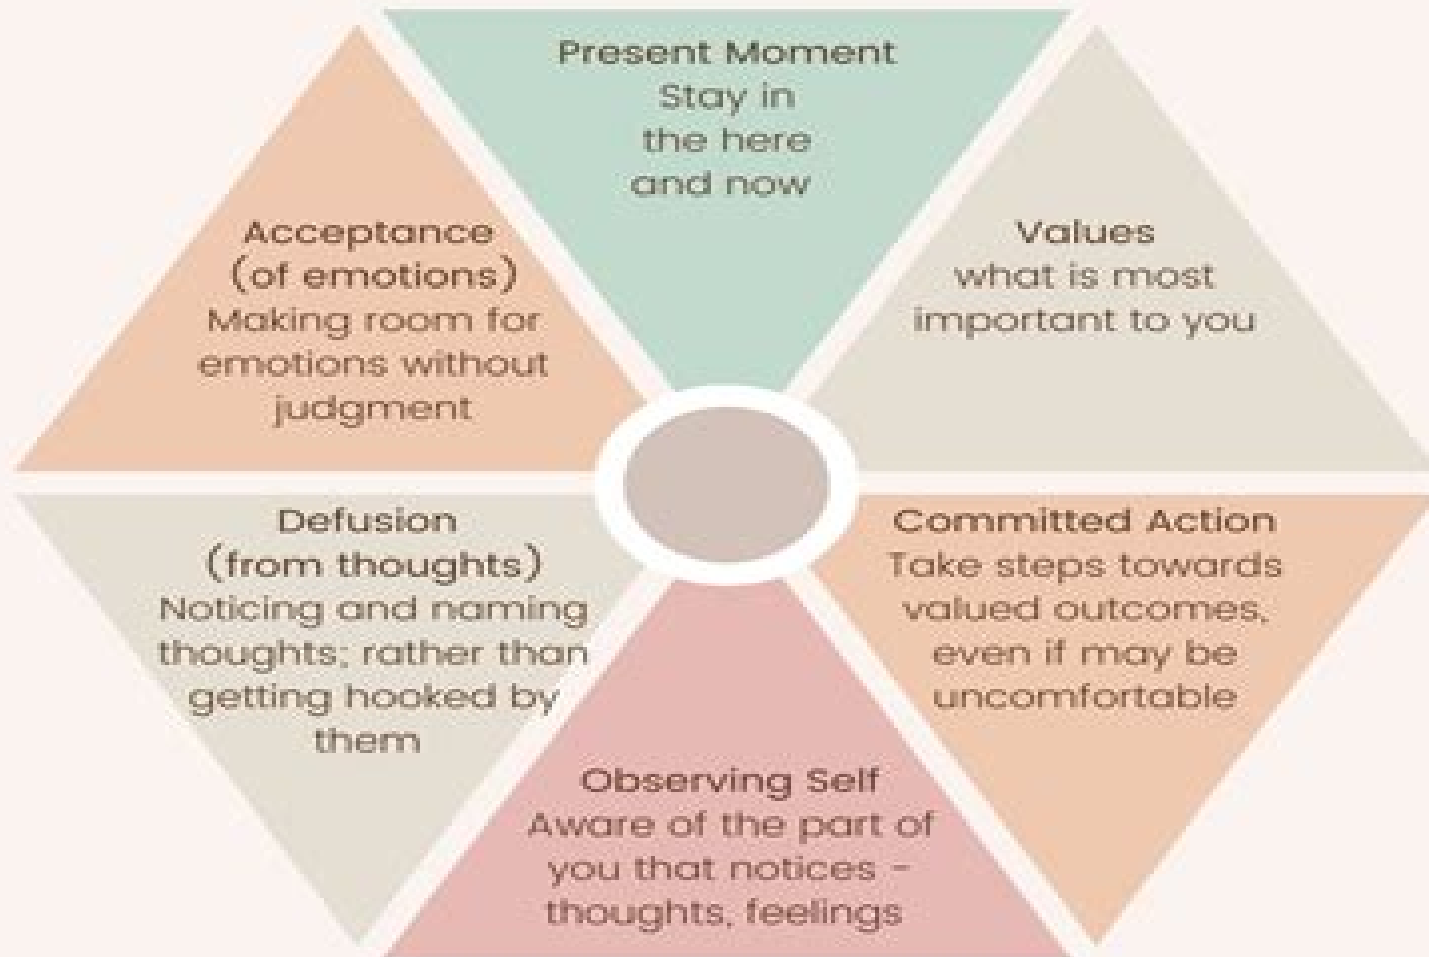 Present Moment
Stay in
the here
and now
Acceptance
(of emotions)
Making room for
emotions without
judgment
Values
what is most
important to you
Defusion
(from thoughts)
Noticing and naming
thoughts; rather than
getting hooked by
them
Committed Action
Take steps towards
valued outcomes,
even if may be
uncomfortable
Observing Self
Aware of the part of
you that notices -
thoughts, feelings